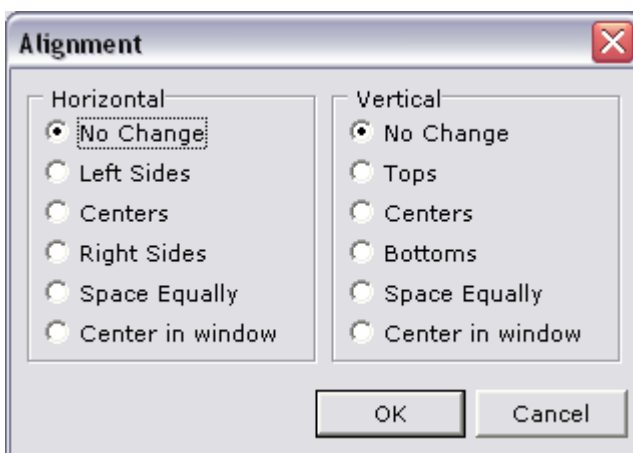 Alignment
Horizontal
No Change
Left Sides
Centers
Right Sides
Space Equally
Center in window
Vertical
No Change
Tops
Centers
Bottoms
Space Equally
Center in window
OK
Cancel